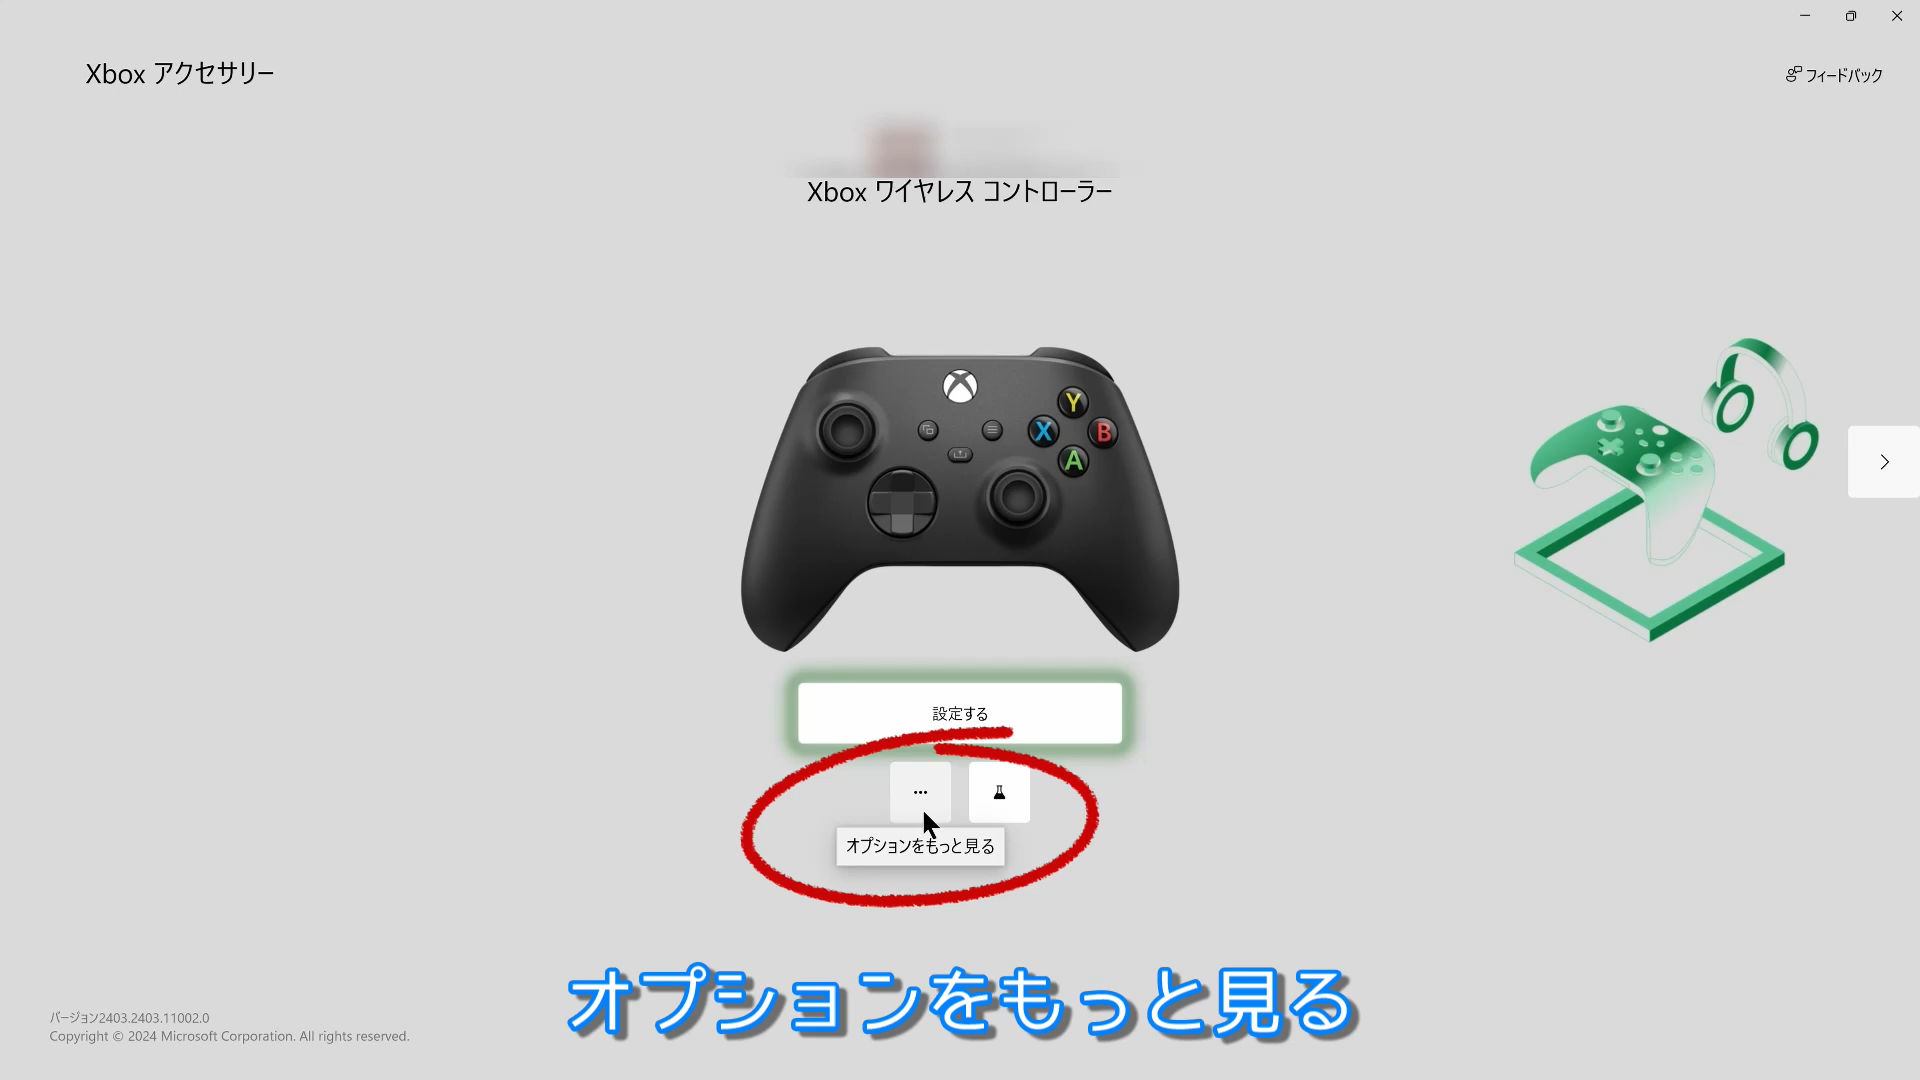 Xbox アクセサリー
フィードバック
Xbox ワイヤレス コントローラー
Y
X
B
A
設定する
オプションをもっと見る
オプションをもっと見る
バージョン2403.2403.11002.0
Copyright © 2024 Microsoft Corporation. All rights reserved.